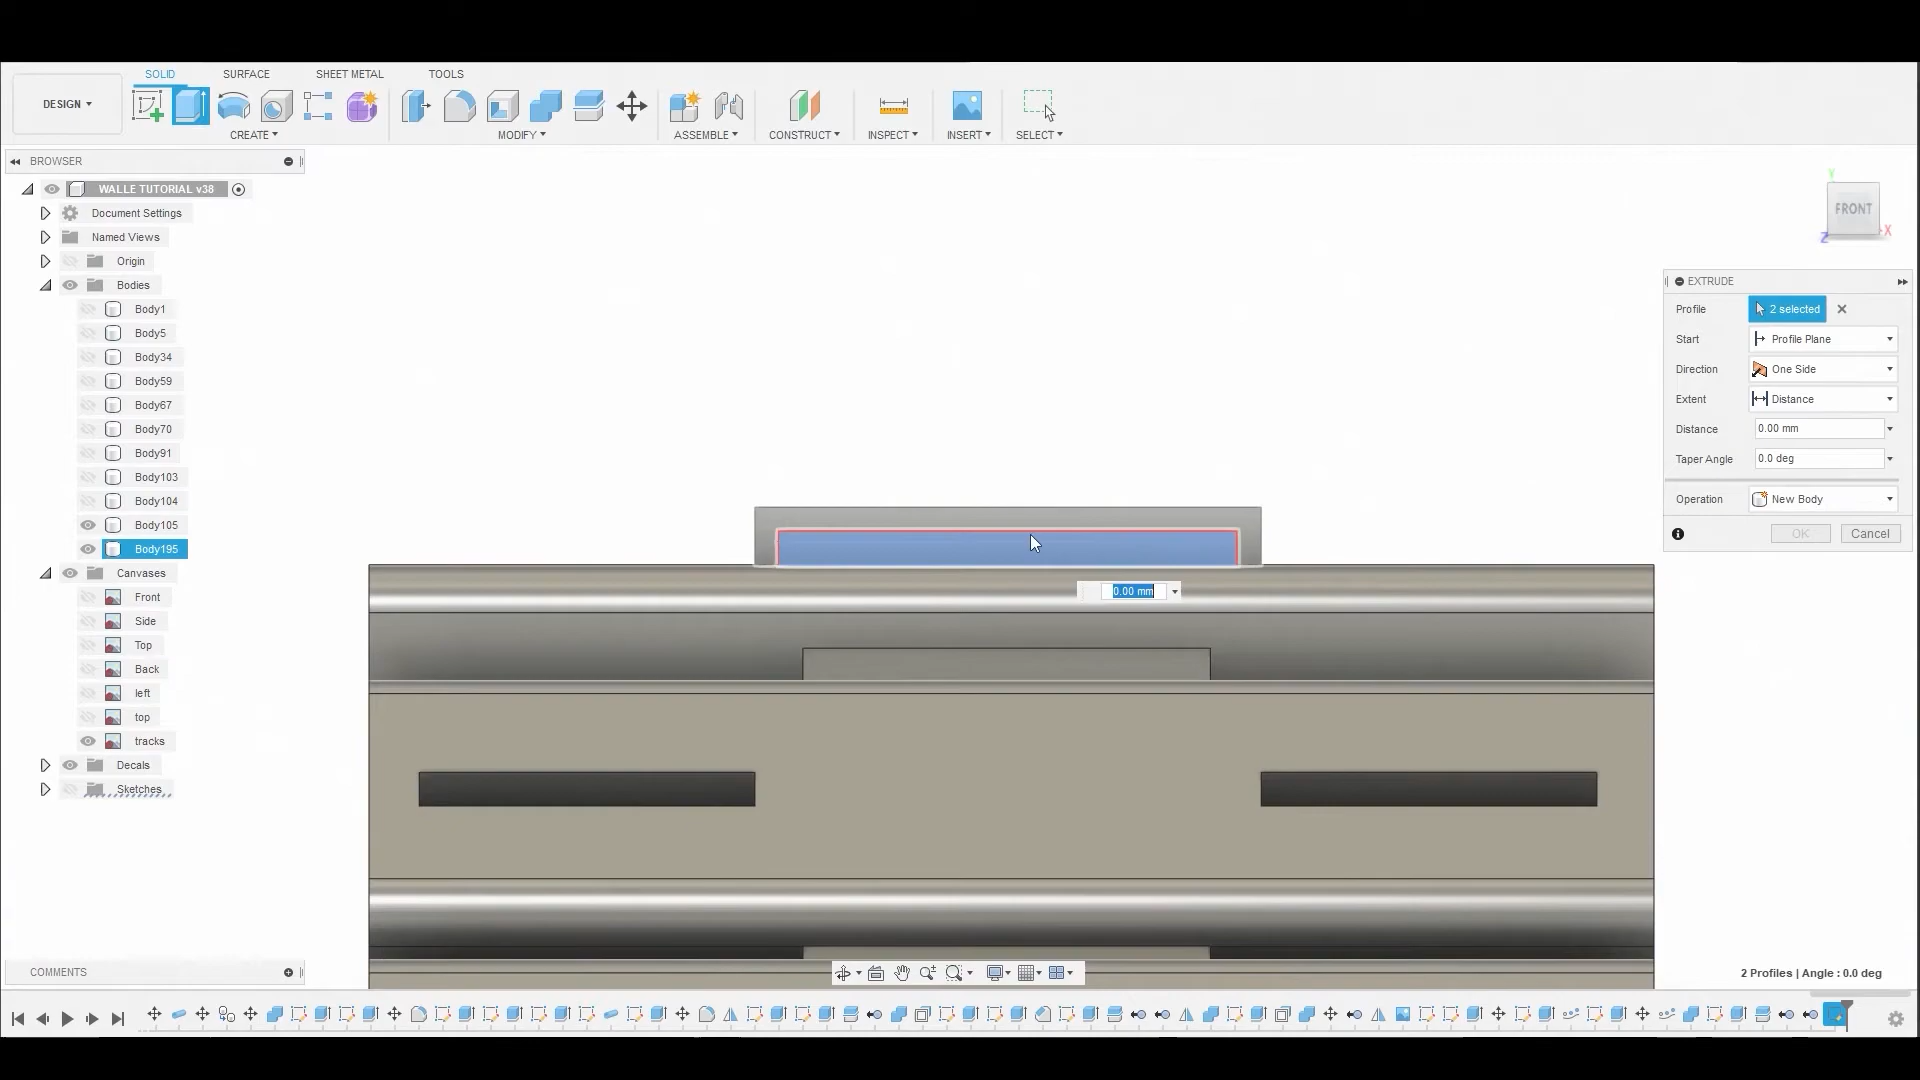 SOLID SURFACE SHEET METAL TOOLS
DESIGN
CREATE MODIFY ASSEMBLE CONSTRUCT INSPECT INSERT SELECT
BROWSER
WALLE TUTORIAL v38
Document Settings
Named Views
Origin
Bodies
Body1
Body5
Body34
Body59
Body67
Body70
Body91
Body103
Body104
Body105
Body195
Canvases
Front
Side
Top
Back
left
top
tracks
Decals
Sketches
COMMENTS
0.00 mm
Y
FRONT
X
Z
EXTRUDE
Profile 2 selected
Start Profile Plane
Direction One Side
Extent Distance
Distance 0.00 mm
Taper Angle 0.0 deg
Operation New Body
OK Cancel
2 Profiles | Angle : 0.0 deg